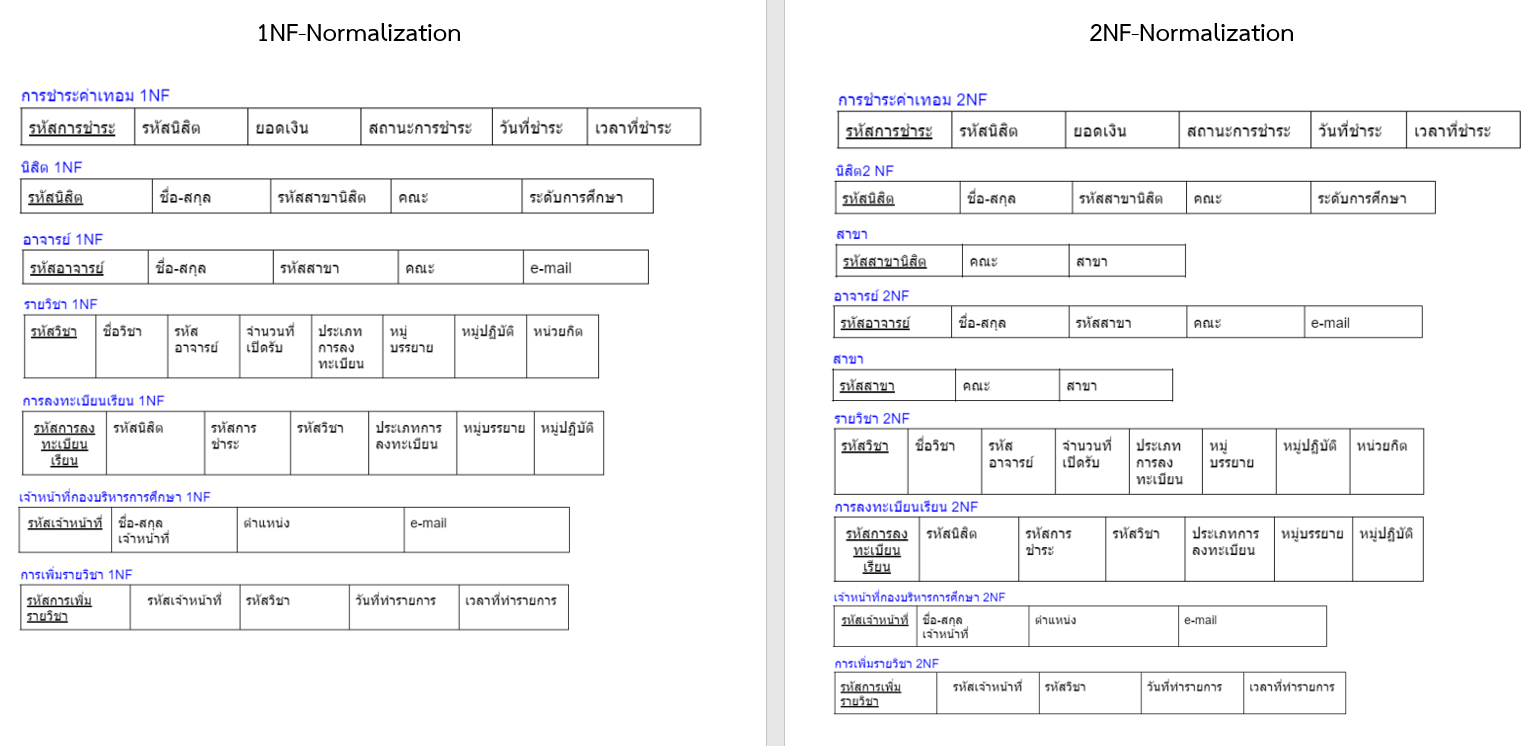 1NF-Normalization
การชำระค่าเทอม 1NF
รหัสการชำระ รหัสนิสิต ยอดเงิน สถานะการชำระ วันที่ชำระ เวลาที่ชำระ
นิสิต 1NF
รหัสนิสิต ชื่อ-สกุล รหัสสาขานิสิต คณะ ระดับการศึกษา
อาจารย์ 1NF
รหัสอาจารย์ ชื่อ-สกุล รหัสสาขา คณะ e-mail
รายวิชา 1NF
รหัสวิชา ชื่อวิชา รหัส จำนวนที่ ประเภท หมู่ หมู่ปฏิบัติ หน่วยกิต
อาจารย์ เปิดรับ การลง บรรยาย
ทะเบียน
การลงทะเบียนเรียน 1NF
รหัสการลง รหัสนิสิต รหัสการ รหัสวิชา ประเภทการ หมู่บรรยาย หมู่ปฏิบัติ
ทะเบียน ชำระ ลงทะเบียน
เรียน
เจ้าหน้าที่กองบริหารการศึกษา 1NF
รหัสเจ้าหน้าที่ ชื่อ-สกุล ตำแหน่ง e-mail
เจ้าหน้าที่
การเพิ่มรายวิชา 1NF
รหัสการเพิ่ม รหัสเจ้าหน้าที่ รหัสวิชา วันที่ทำรายการ เวลาที่ทำรายการ
รายวิชา
2NF-Normalization
การชำระค่าเทอม 2NF
รหัสการชำระ รหัสนิสิต ยอดเงิน สถานะการชำระ วันที่ชำระ เวลาที่ชำระ
นิสิต2 NF
รหัสนิสิต ชื่อ-สกุล รหัสสาขานิสิต คณะ ระดับการศึกษา
สาขา
รหัสสาขานิสิต คณะ สาขา
อาจารย์ 2NF
รหัสอาจารย์ ชื่อ-สกุล รหัสสาขา คณะ e-mail
สาขา
รหัสสาขา คณะ สาขา
รายวิชา 2NF
รหัสวิชา ชื่อวิชา รหัส จำนวนที่ ประเภท หมู่ หมู่ปฏิบัติ หน่วยกิต
อาจารย์ เปิดรับ การลง บรรยาย
ทะเบียน
การลงทะเบียนเรียน 2NF
รหัสการลง รหัสนิสิต รหัสการ รหัสวิชา ประเภทการ หมู่บรรยาย หมู่ปฏิบัติ
ทะเบียน ชำระ ลงทะเบียน
เรียน
เจ้าหน้าที่กองบริหารการศึกษา 2NF
รหัสเจ้าหน้าที่ ชื่อ-สกุล ตำแหน่ง e-mail
เจ้าหน้าที่
การเพิ่มรายวิชา 2NF
รหัสการเพิ่ม รหัสเจ้าหน้าที่ รหัสวิชา วันที่ทำรายการ เวลาที่ทำรายการ
รายวิชา